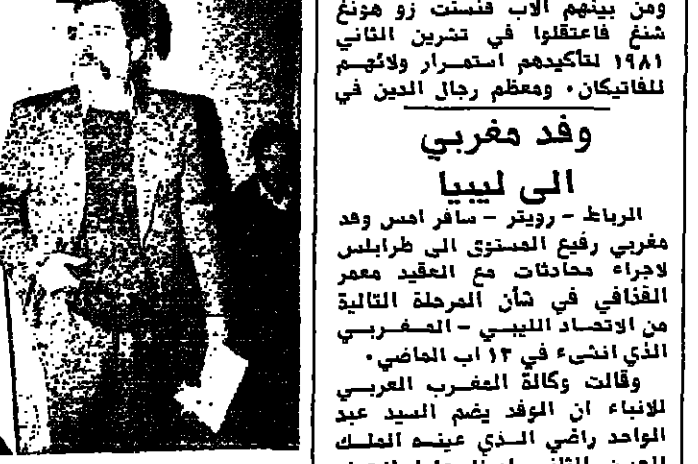 ومن بينهم الاب فنسنت زو هونغ
شنغ فاعتقلوا في تشرين الثاني
١٩٨١ لتأكيدهم استمرار ولائهم
للفاتيكان. ومعظم رجال الدين في
وفد مغربي
الى ليبيا
الرباط - رويتر - سافر امس وفد
مغربي رفيع المستوى الى طرابلس
لاجراء محادثات مع العقيد معمر
القذافي في شأن المرحلة التالية
من الاتحاد الليبي - المغربي
الذي انشىء في ١٣ اب الماضي.
وقالت وكالة المغرب العربي
للانباء ان الوفد يضم السيد عبد
الواحد راضي الذي عينه الملك